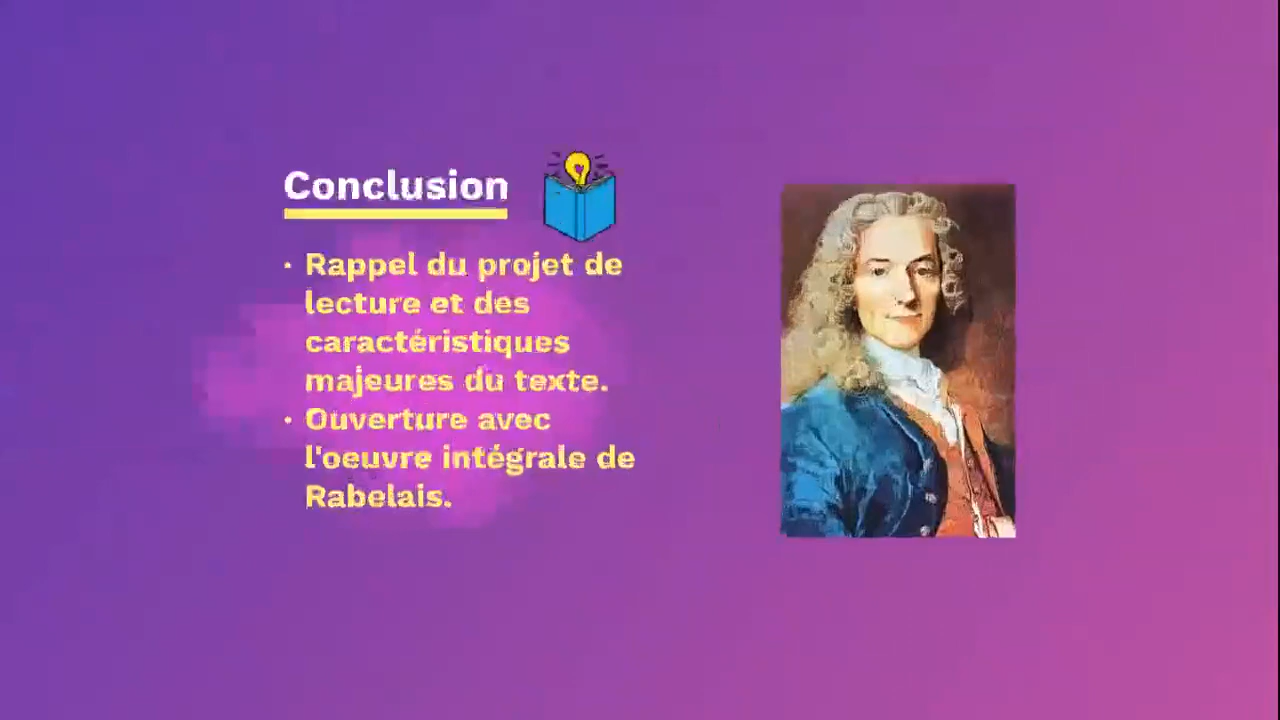 Conclusion
· Rappel du projet de
lecture et des
caractéristiques
majeures du texte.
· Ouverture avec
l'oeuvre intégrale de
Rabelais.